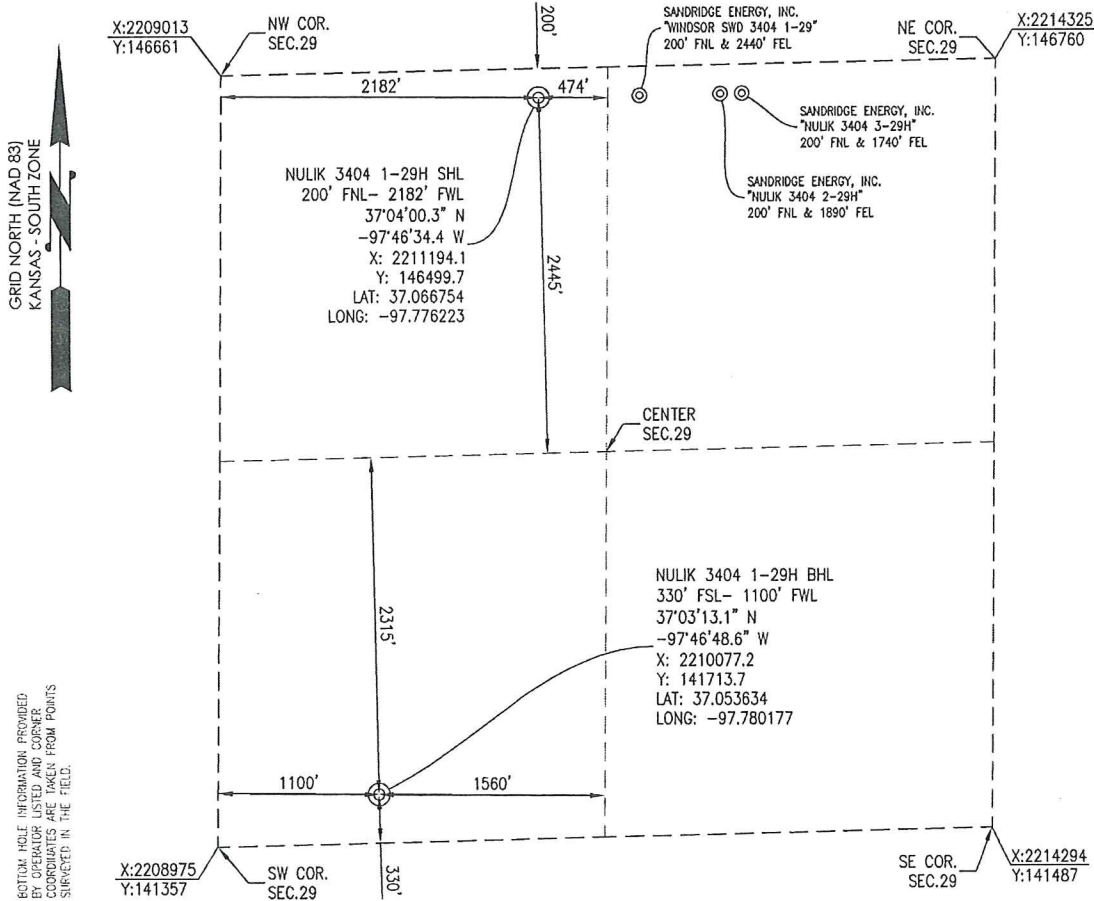 X:2209013
Y:146661
NW COR.
SEC.29
200'
SANDRIDGE ENERGY, INC.
"WINDSOR SWD 3404 1-29"
200' FNL & 2440' FEL
NE COR.
SEC.29
X:2214325
Y:146760
2182'
474'
SANDRIDGE ENERGY, INC.
"NULIK 3404 3-29H"
200' FNL & 1740' FEL
SANDRIDGE ENERGY, INC.
"NULIK 3404 2-29H"
200' FNL & 1890' FEL
GRID NORTH (NAD 83)
KANSAS - SOUTH ZONE
N
NULIK 3404 1-29H SHL
200' FNL- 2182' FWL
37°04'00.3" N
-97°46'34.4 W
X: 2211194.1
Y: 146499.7
LAT: 37.066754
LONG: -97.776223
2445'
CENTER
SEC.29
2315'
NULIK 3404 1-29H BHL
330' FSL- 1100' FWL
37°03'13.1" N
-97°46'48.6" W
X: 2210077.2
Y: 141713.7
LAT: 37.053634
LONG: -97.780177
BOTTOM HOLE INFORMATION PROVIDED
BY OPERATOR LISTED AND CORNER
COORDINATES ARE TAKEN FROM POINTS
SURVEYED IN THE FIELD.
1100'
1560'
330'
X:2208975
Y:141357
SW COR.
SEC.29
SE COR.
SEC.29
X:2214294
Y:141487